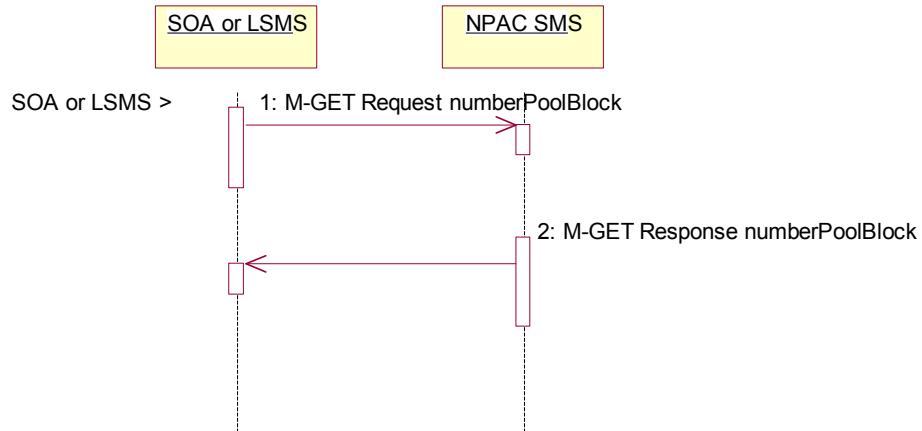 SOA or LSMS
NPAC SMS
SOA or LSMS >
1: M-GET Request numberPoolBlock
2: M-GET Response numberPoolBlock